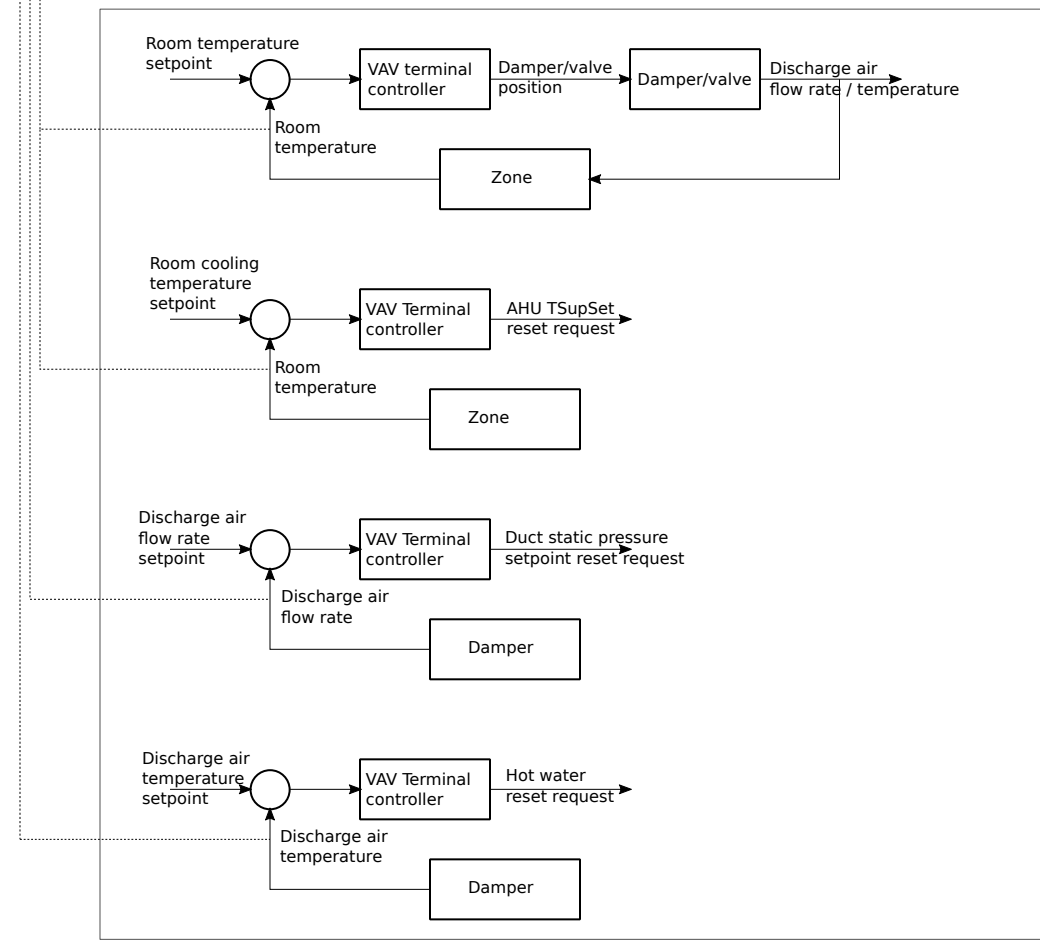 Room temperature
setpoint
VAV terminal
controller
Damper/valve
position
Damper/valve
Discharge air
flow rate / temperature
Room
temperature
Zone
Room cooling
temperature
setpoint
VAV Terminal
controller
AHU TSupSet
reset request
Room
temperature
Zone
Discharge air
flow rate
setpoint
VAV Terminal
controller
Duct static pressure
setpoint reset request
Discharge air
flow rate
Damper
Discharge air
temperature
setpoint
VAV Terminal
controller
Hot water
reset request
Discharge air
temperature
Damper